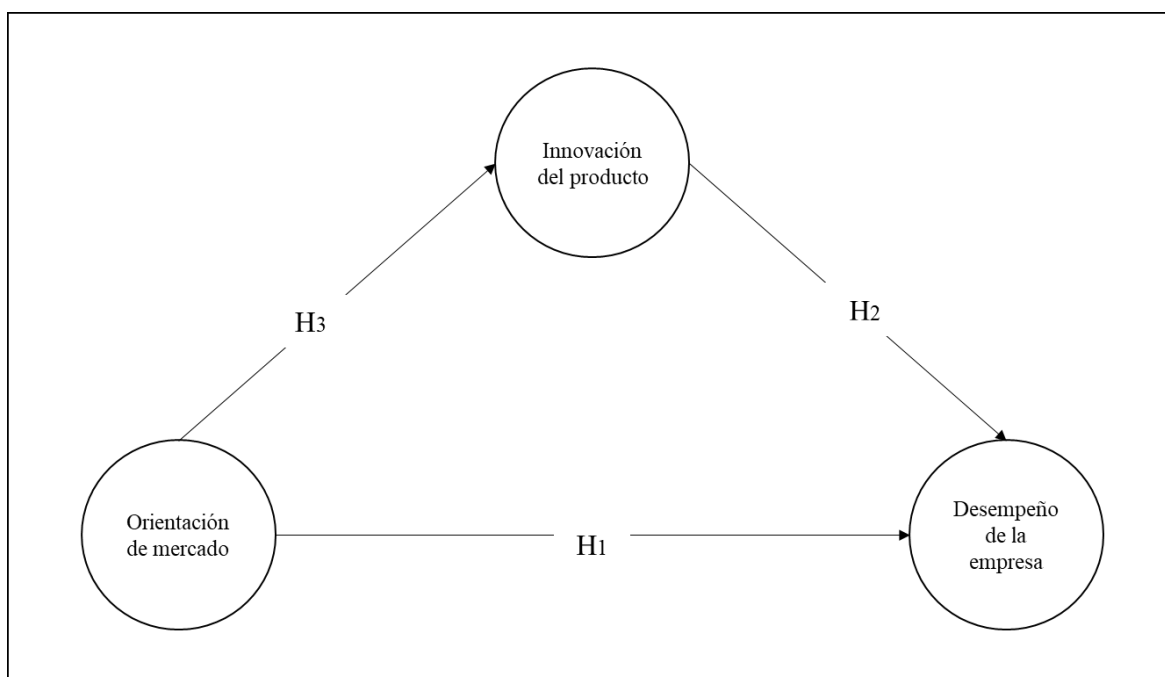 Innovación
del producto
H3
H2
Orientación
de mercado
H1
Desempeño
de la
empresa